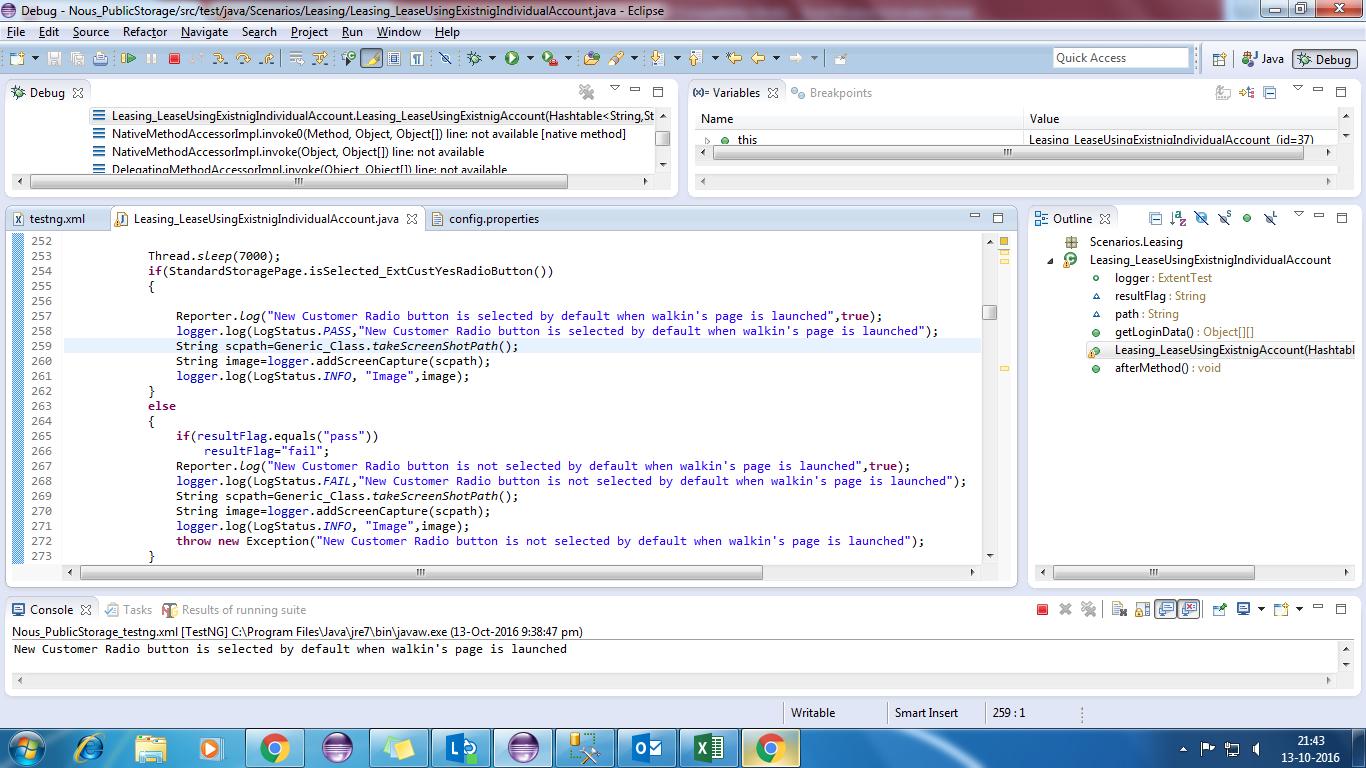 Debug - Nous_PublicStorage/src/test/java/Scenarios/Leasing/Leasing_LeaseUsingExistnigIndividualAccount.java - Eclipse
File Edit Source Refactor Navigate Search Project Run Window Help
Quick Access
Java
Debug
Debug
Leasing_LeaseUsingExistnigIndividualAccount.Leasing_LeaseUsingExistnigAccount(Hashtable<String,St
NativeMethodAccessorImpl.invoke0(Method, Object, Object[]) line: not available [native method]
NativeMethodAccessorImpl.invoke(Object, Object[]) line: not available
DelegatingMethodAccessorImpl.invoke(Object, Object[]) line: not available
(x)= Variables Breakpoints
Name Value
this Leasing_LeaseUsingExistnigIndividualAccount (id=37)
testng.xml Leasing_LeaseUsingExistnigIndividualAccount.java config.properties
252
253 Thread.sleep(7000);
254 if(StandardStoragePage.isSelected_ExtCustYesRadioButton())
255 {
256
257 Reporter.log("New Customer Radio button is selected by default when walkin's page is launched",true);
258 logger.log(LogStatus.PASS,"New Customer Radio button is selected by default when walkin's page is launched");
259 String scpath=Generic_Class.takeScreenShotPath();
260 String image=logger.addScreenCapture(scpath);
261 logger.log(LogStatus.INFO, "Image",image);
262 }
263 else
264 {
265 if(resultFlag.equals("pass"))
266 resultFlag="fail";
267 Reporter.log("New Customer Radio button is not selected by default when walkin's page is launched",true);
268 logger.log(LogStatus.FAIL,"New Customer Radio button is not selected by default when walkin's page is launched");
269 String scpath=Generic_Class.takeScreenShotPath();
270 String image=logger.addScreenCapture(scpath);
271 logger.log(LogStatus.INFO, "Image",image);
272 throw new Exception("New Customer Radio button is not selected by default when walkin's page is launched");
273 }
Outline
Scenarios.Leasing
Leasing_LeaseUsingExistnigIndividualAccount
logger : ExtentTest
resultFlag : String
path : String
getLoginData() : Object[][]
Leasing_LeaseUsingExistnigAccount(Hashtabl
afterMethod() : void
Console Tasks Results of running suite
Nous_PublicStorage_testng.xml [TestNG] C:\Program Files\Java\jre7\bin\javaw.exe (13-Oct-2016 9:38:47 pm)
New Customer Radio button is selected by default when walkin's page is launched
Writable Smart Insert 259 : 1
21:43
13-10-2016